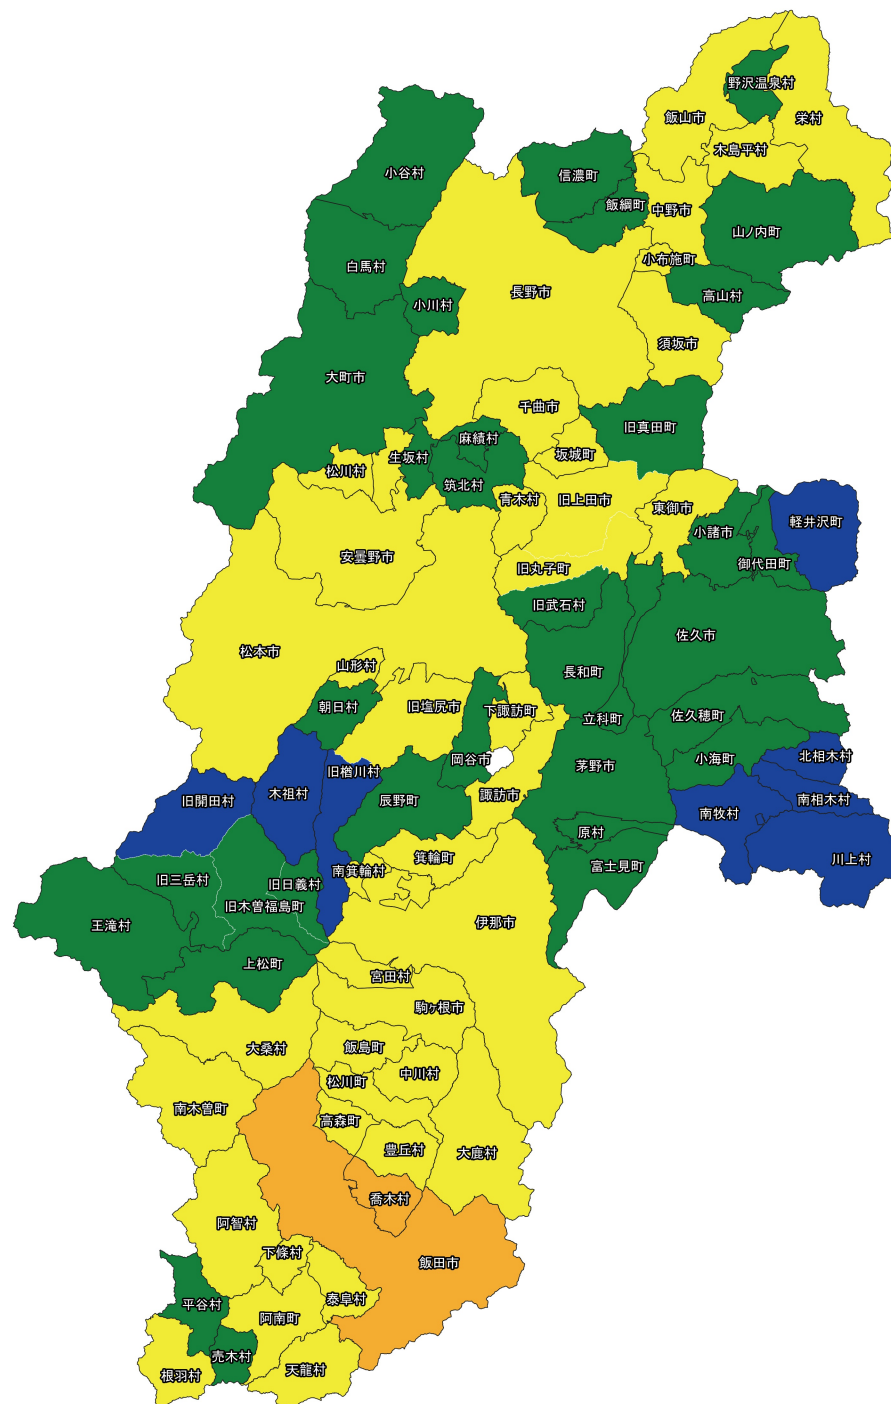 野沢温泉村
飯山市
栄村
木島平村
小谷村
信濃町
飯綱町
中野市
山ノ内町
白馬村
小布施町
長野市
高山村
小川村
須坂市
大町市
千曲市
旧真田町
麻績村
坂城町
生坂村
松川村
筑北村
青木村
旧上田市
東御市
軽井沢町
小諸市
安曇野市
御代田町
旧丸子町
旧武石村
佐久市
松本市
山形村
長和町
朝日村
旧塩尻市
下諏訪町
立科町
佐久穂町
岡谷市
小海町
北相木村
旧楢川村
茅野市
木祖村
諏訪市
旧開田村
辰野町
南相木村
南牧村
原村
箕輪町
川上村
富士見町
南箕輪村
旧三岳村
旧日義村
旧木曽福島町
伊那市
王滝村
上松町
宮田村
駒ヶ根市
大桑村
飯島町
中川村
松川町
南木曽町
高森町
豊丘村
大鹿村
喬木村
阿智村
下條村
飯田市
泰阜村
平谷村
阿南町
売木村
天龍村
根羽村